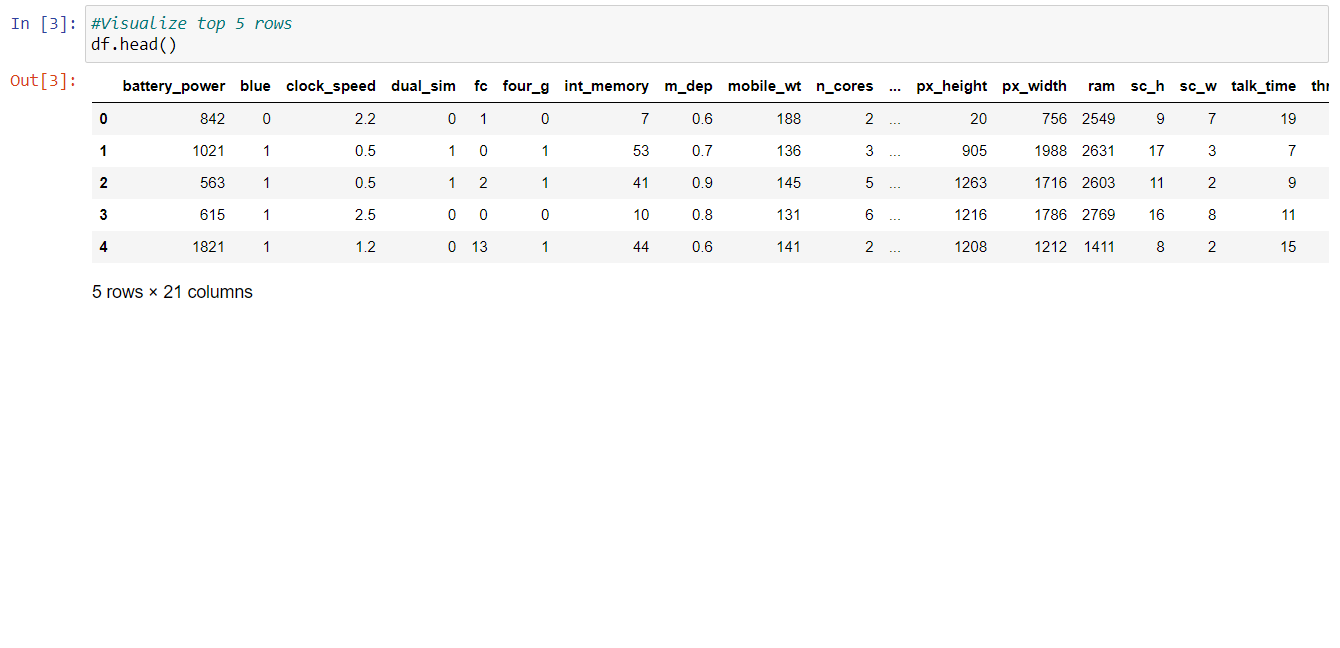 In [3]: #Visualize top 5 rows
df.head()
Out[3]:
battery_power blue clock_speed dual_sim fc four_g int_memory m_dep mobile_wt n_cores ... px_height px_width ram sc_h sc_w talk_time thr
0 842 0 2.2 0 1 0 7 0.6 188 2 ... 20 756 2549 9 7 19
1 1021 1 0.5 1 0 1 53 0.7 136 3 ... 905 1988 2631 17 3 7
2 563 1 0.5 1 2 1 41 0.9 145 5 ... 1263 1716 2603 11 2 9
3 615 1 2.5 0 0 0 10 0.8 131 6 ... 1216 1786 2769 16 8 11
4 1821 1 1.2 0 13 1 44 0.6 141 2 ... 1208 1212 1411 8 2 15
5 rows × 21 columns